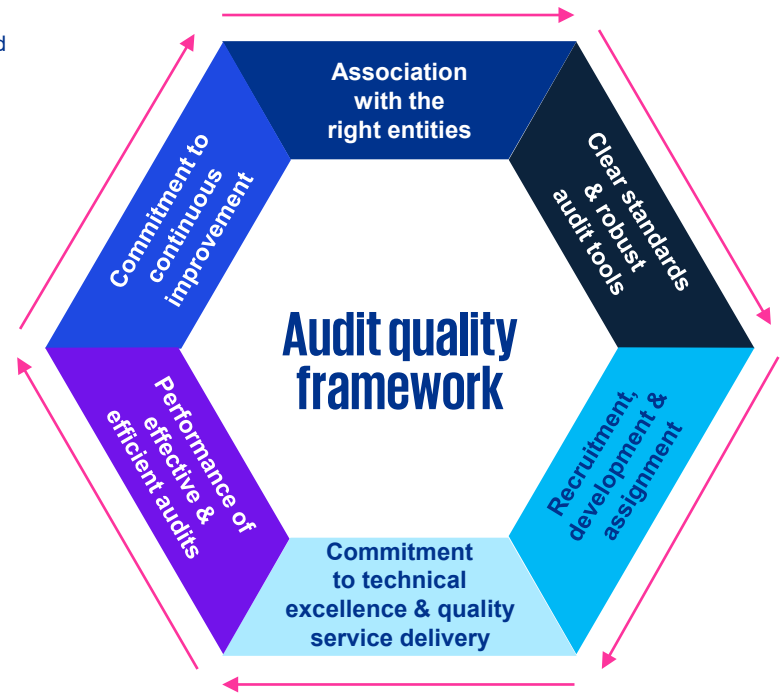 Association
with the
right entities
Clear standards
& robust
audit tools
Recruitment,
development &
assignment
Commitment
to technical
excellence & quality
service delivery
Performance of
effective &
efficient audits
Commitment to
continuous
improvement
Audit quality
framework